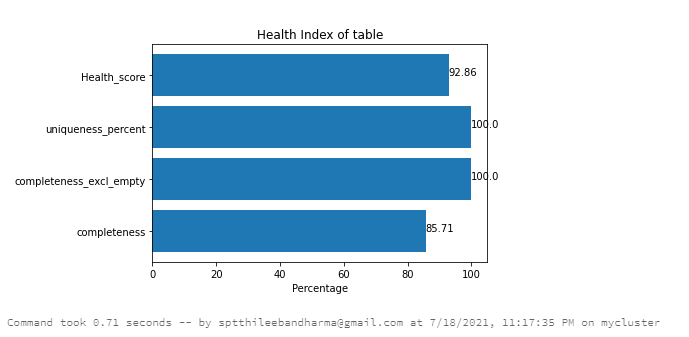 Health Index of table
Health_score
92.86
uniqueness_percent
100.0
completeness_excl_empty
100.0
completeness
85.71
0 20 40 60 80 100
Percentage
Command took 0.71 seconds -- by sptthileebandharma@gmail.com at 7/18/2021, 11:17:35 PM on mycluster